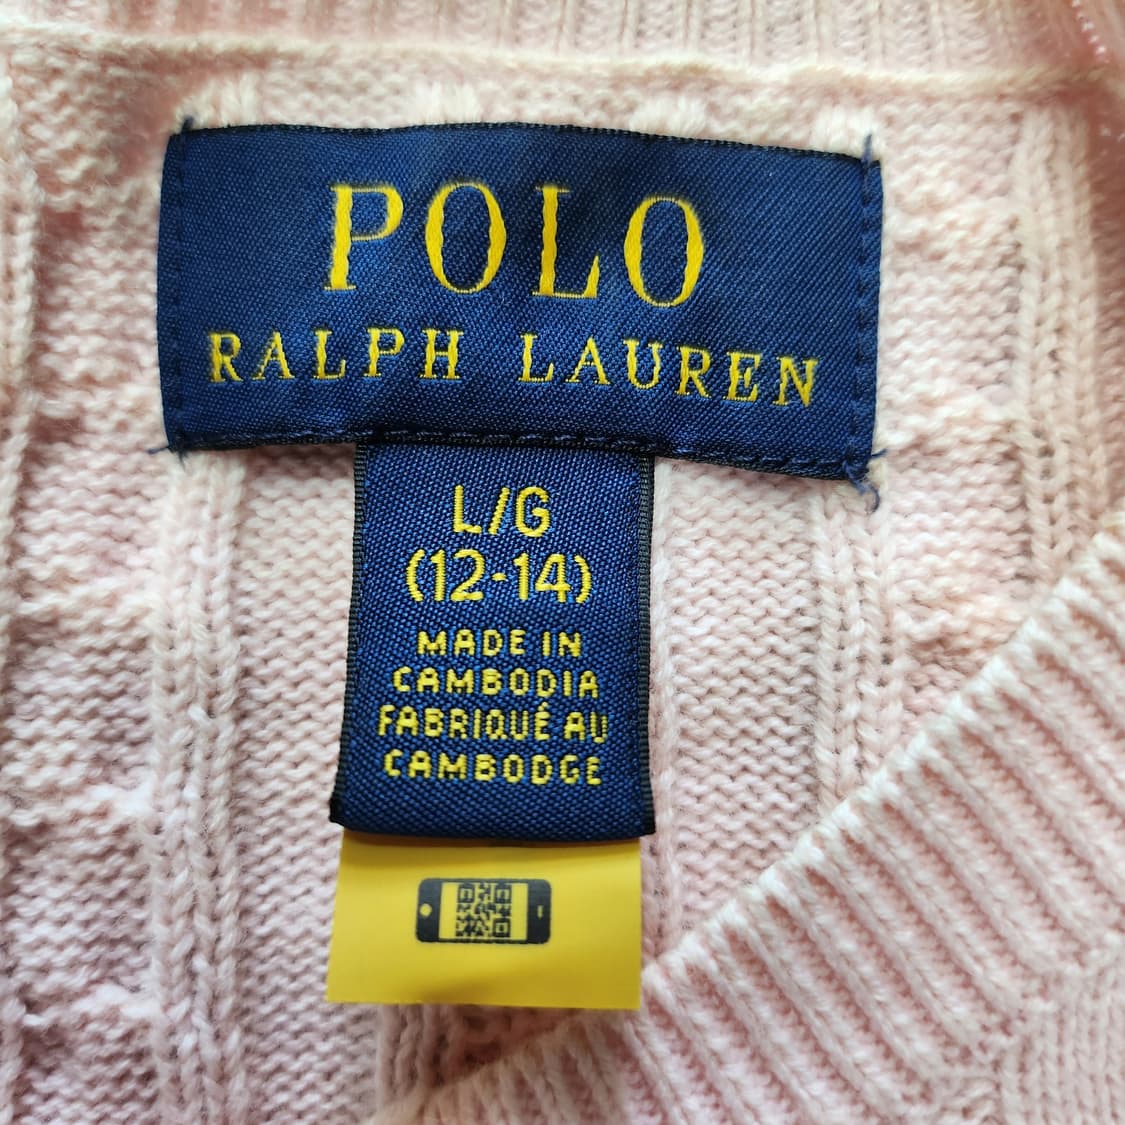 POLO
RALPH LAUREN
L/G
(12-14)
MADE IN
CAMBODIA
FABRIQUÉ AU
CAMBODGE